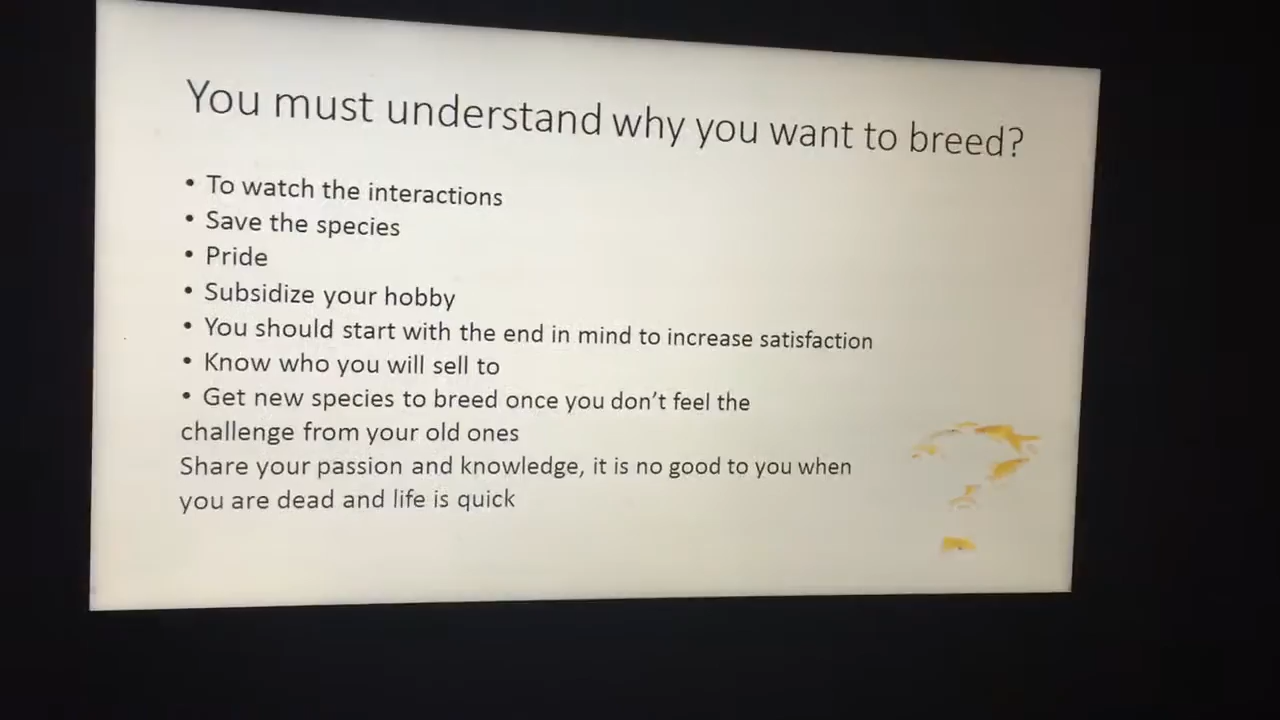 You must understand why you want to breed?
• To watch the interactions
• Save the species
• Pride
• Subsidize your hobby
• You should start with the end in mind to increase satisfaction
• Know who you will sell to
• Get new species to breed once you don't feel the
challenge from your old ones
Share your passion and knowledge, it is no good to you when
you are dead and life is quick